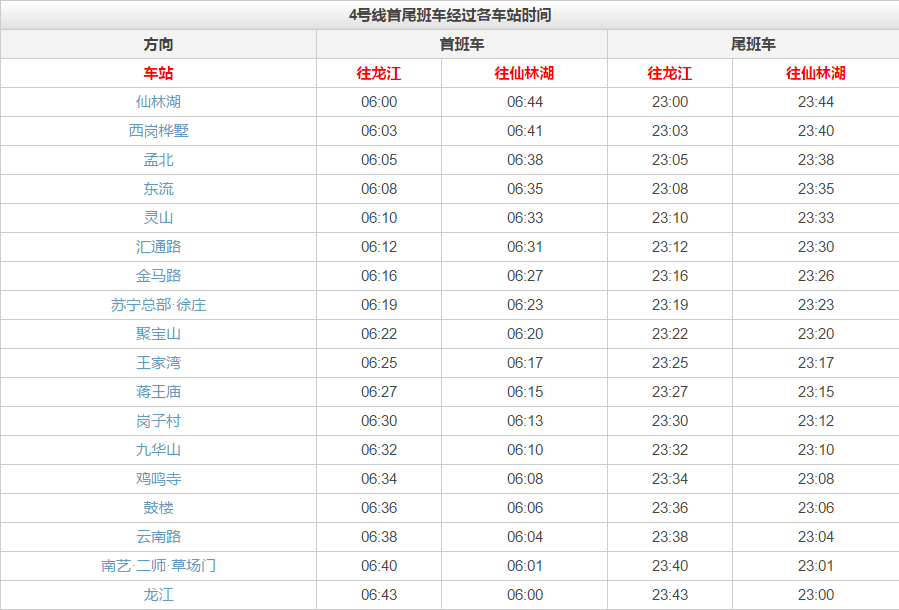 4号线首尾班车经过各车站时间
方向 首班车 尾班车
车站 往龙江 往仙林湖 往龙江 往仙林湖
仙林湖 06:00 06:44 23:00 23:44
西岗桦墅 06:03 06:41 23:03 23:40
孟北 06:05 06:38 23:05 23:38
东流 06:08 06:35 23:08 23:35
灵山 06:10 06:33 23:10 23:33
汇通路 06:12 06:31 23:12 23:30
金马路 06:16 06:27 23:16 23:26
苏宁总部·徐庄 06:19 06:23 23:19 23:23
聚宝山 06:22 06:20 23:22 23:20
王家湾 06:25 06:17 23:25 23:17
蒋王庙 06:27 06:15 23:27 23:15
岗子村 06:30 06:13 23:30 23:12
九华山 06:32 06:10 23:32 23:10
鸡鸣寺 06:34 06:08 23:34 23:08
鼓楼 06:36 06:06 23:36 23:06
云南路 06:38 06:04 23:38 23:04
南艺·二师·草场门 06:40 06:01 23:40 23:01
龙江 06:43 06:00 23:43 23:00